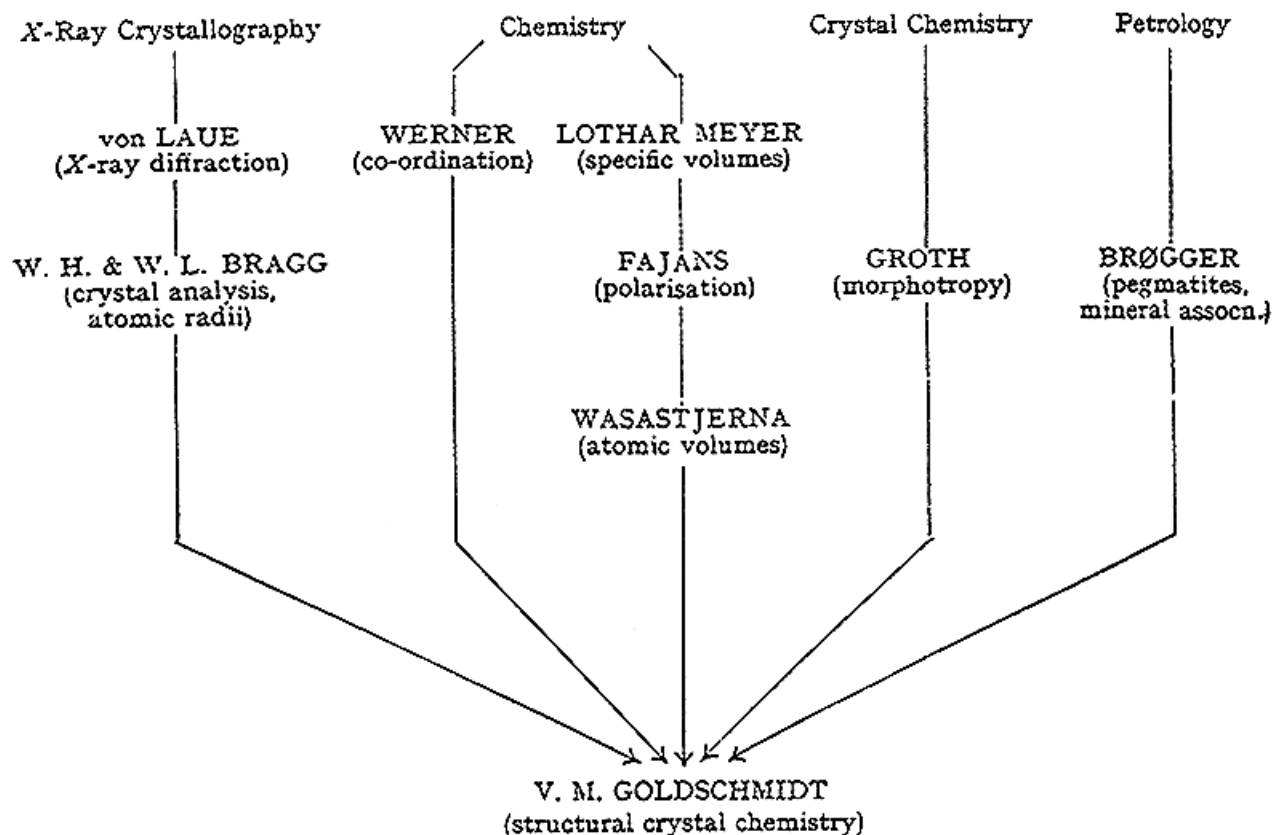 X-Ray Crystallography
Chemistry
Crystal Chemistry
Petrology
von LAUE
(X-ray diffraction)
WERNER
(co-ordination)
LOTHAR MEYER
(specific volumes)
W. H. & W. L. BRAGG
(crystal analysis,
atomic radii)
FAJANS
(polarisation)
GROTH
(morphotropy)
BRØGGER
(pegmatites,
mineral assocn.)
WASASTJERNA
(atomic volumes)
V. M. GOLDSCHMIDT
(structural crystal chemistry)